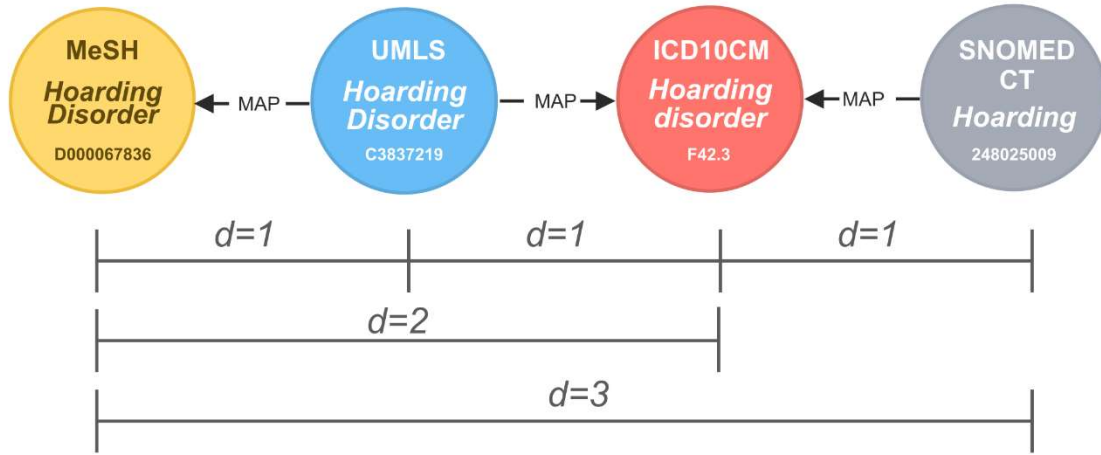 MeSH
Hoarding
Disorder
D000067836
MAP
UMLS
Hoarding
Disorder
C3837219
MAP
ICD10CM
Hoarding
disorder
F42.3
MAP
SNOMED
CT
Hoarding
248025009
d=1
d=1
d=1
d=2
d=3